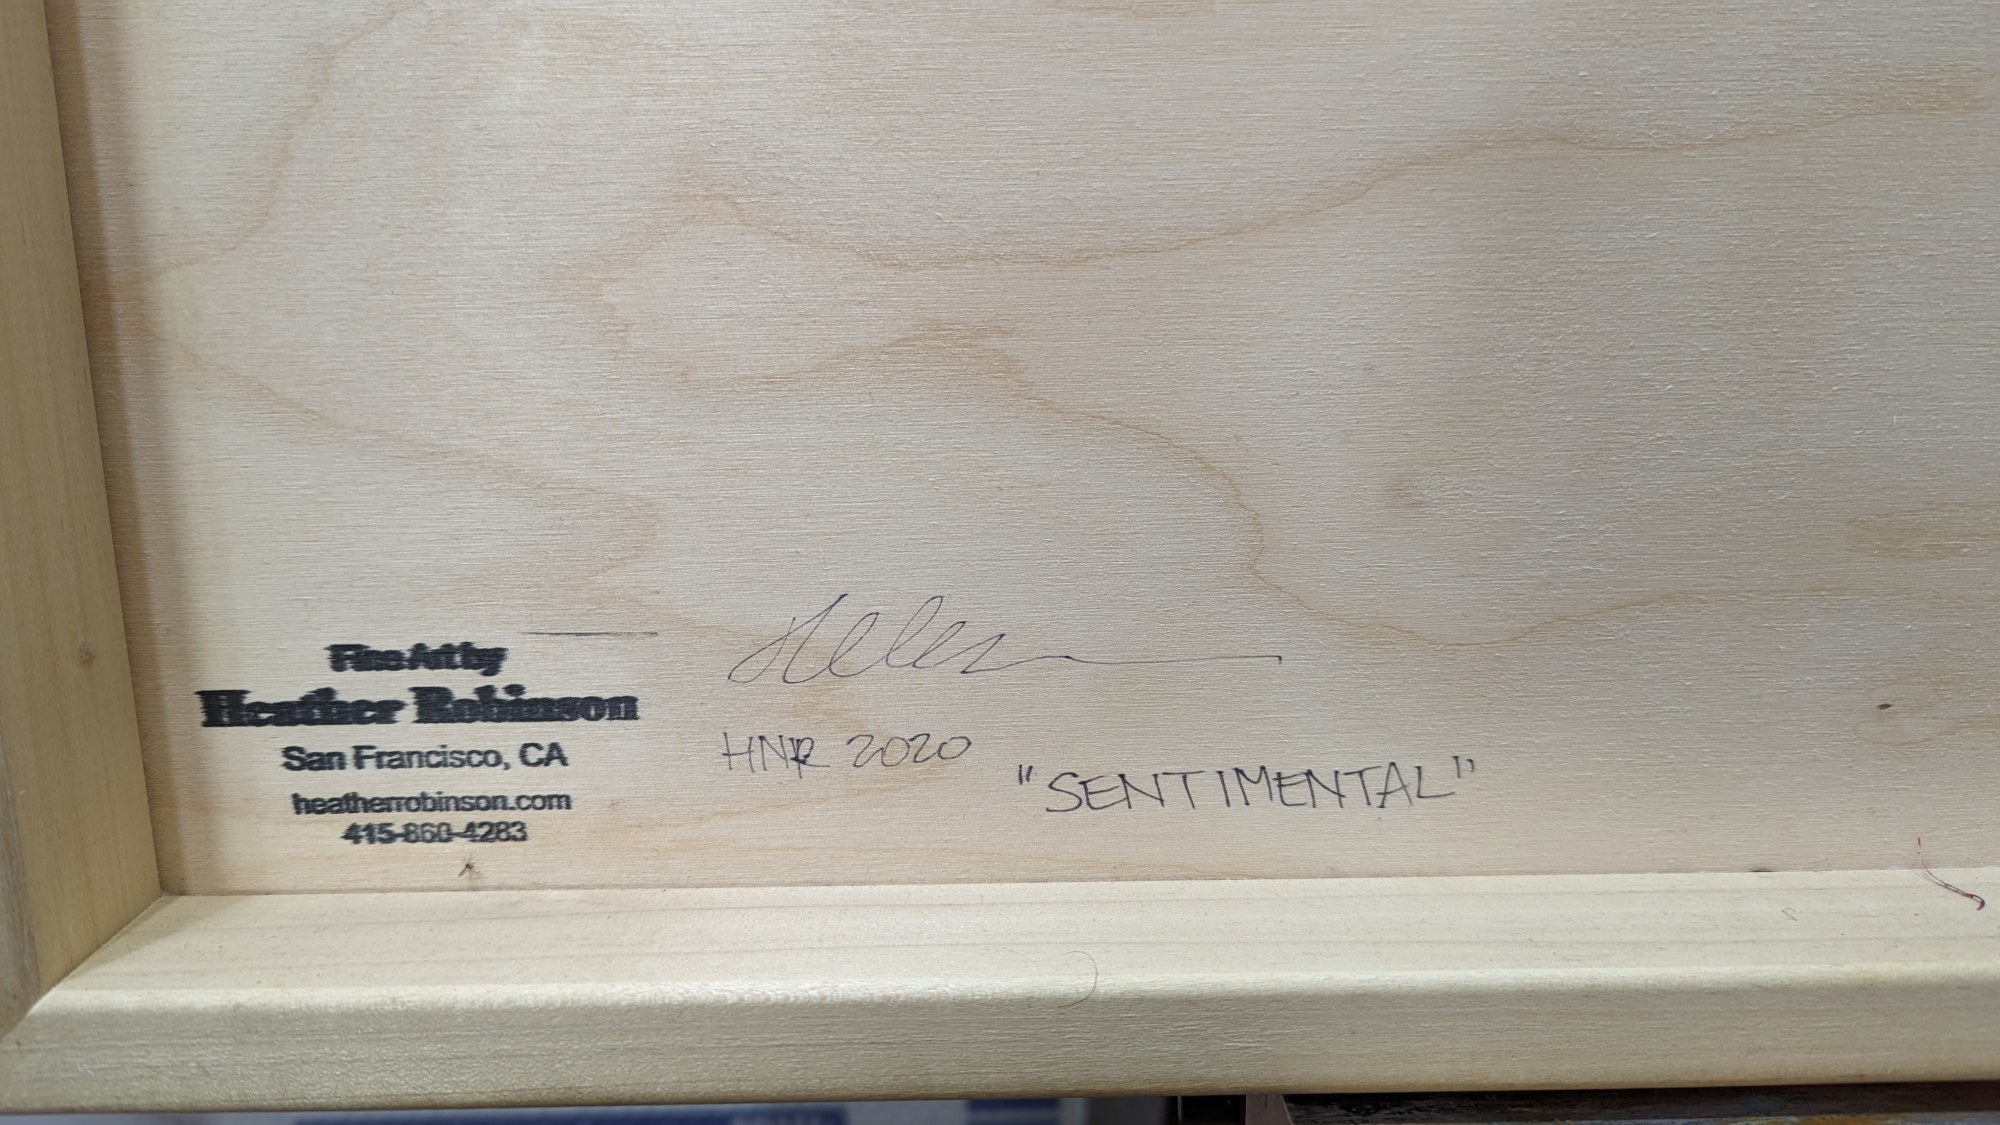 Fine Art by
Heather Robinson
San Francisco, CA
heatherrobinson.com
415-860-4283
HNR 2020
"SENTIMENTAL"